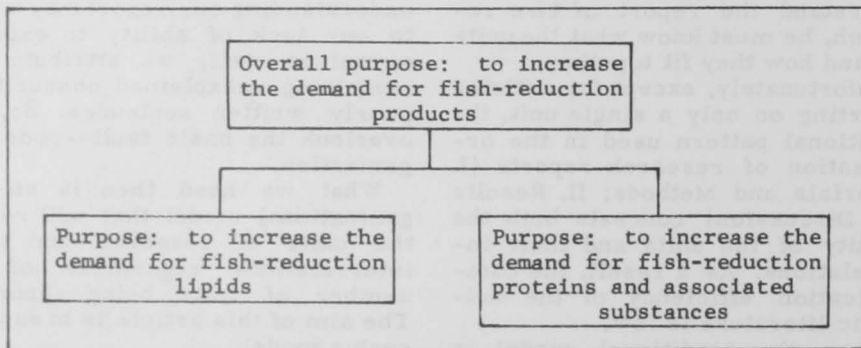 Overall purpose: to increase
the demand for fish-reduction
products
Purpose: to increase the
demand for fish-reduction
lipids
Purpose: to increase the
demand for fish-reduction
proteins and associated
substances